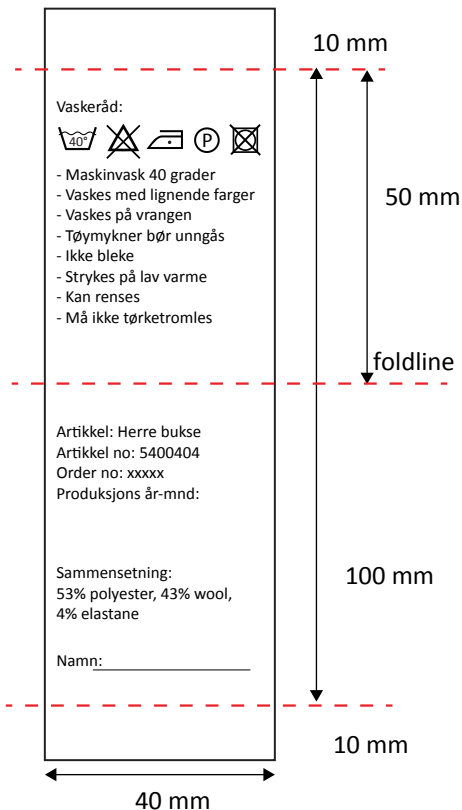 10 mm
Vaskeråd:
40°
P
- Maskinvask 40 grader
- Vaskes med lignende farger
- Vaskes på vrangen
- Tøymykner bør unngås
- Ikke bleke
- Strykes på lav varme
- Kan renses
- Må ikke tørketromles
50 mm
foldline
Artikkel: Herre bukse
Artikkel no: 5400404
Order no: xxxxx
Produksjons år-mnd:
Sammensetning:
53% polyester, 43% wool,
4% elastane
100 mm
Namn:
10 mm
40 mm